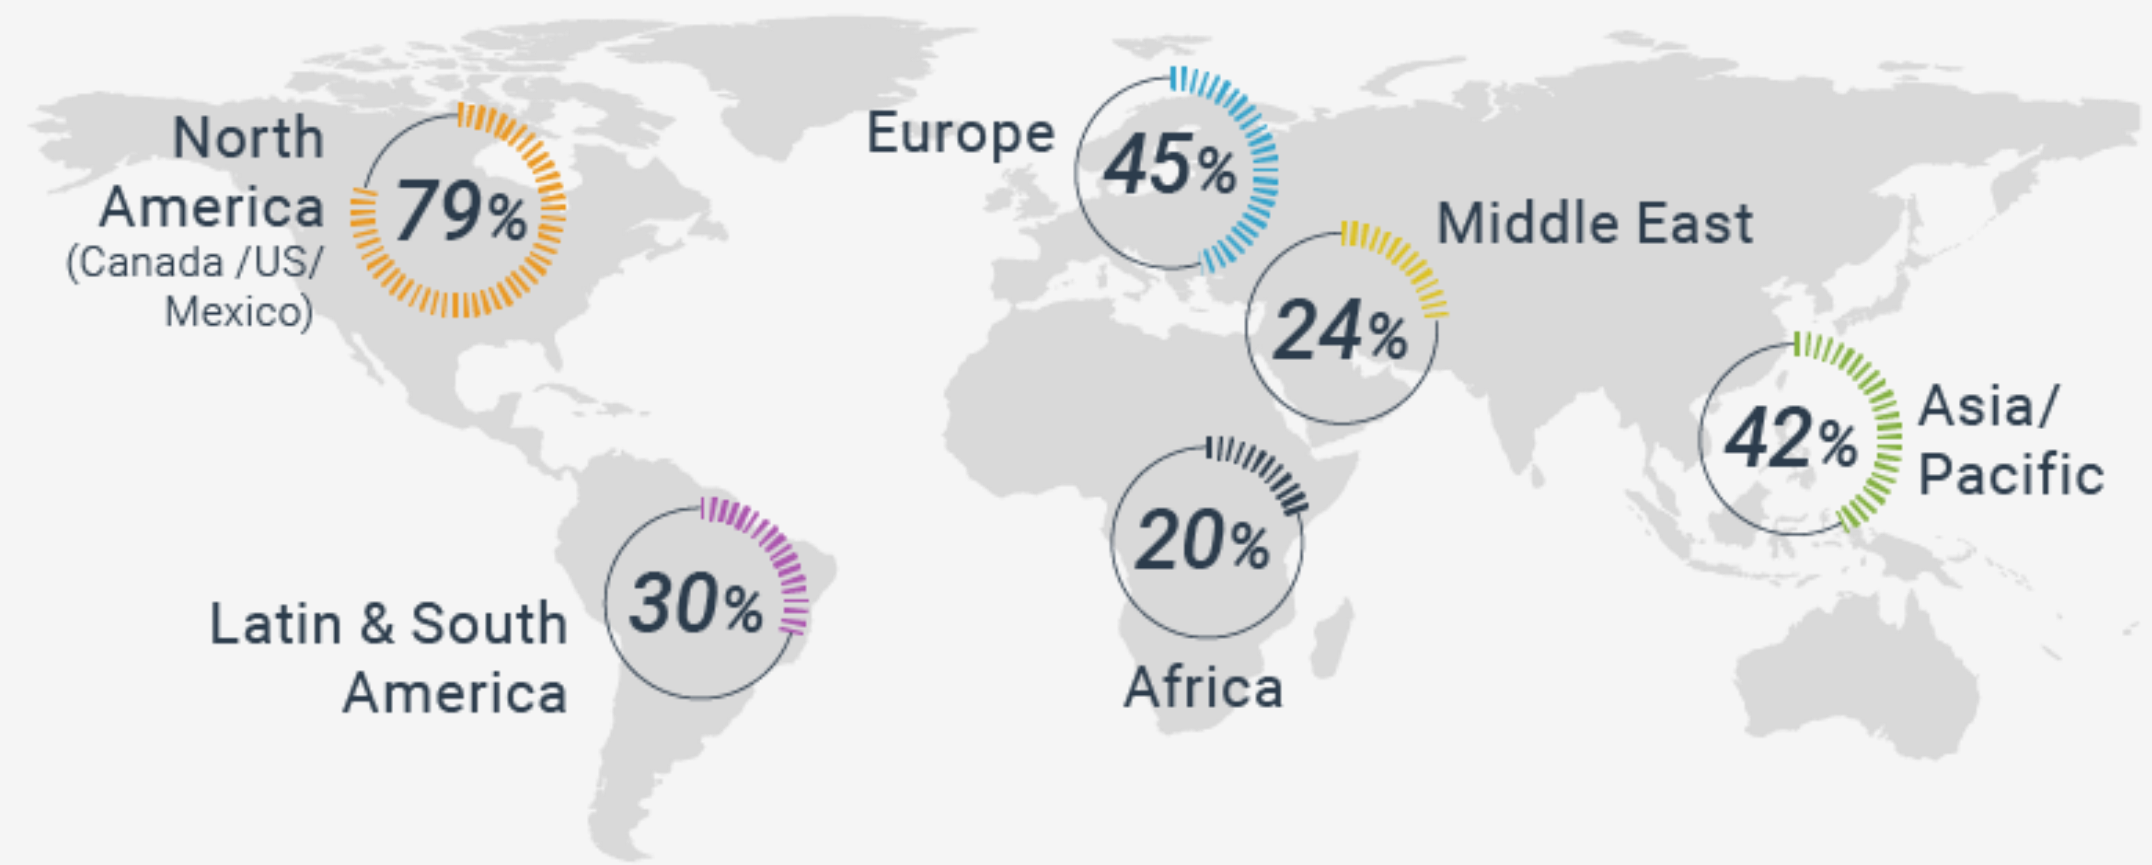 North
America
(Canada /US/
Mexico)
79%
Europe
45%
Middle East
24%
Asia/
Pacific
42%
Latin & South
America
30%
20%
Africa